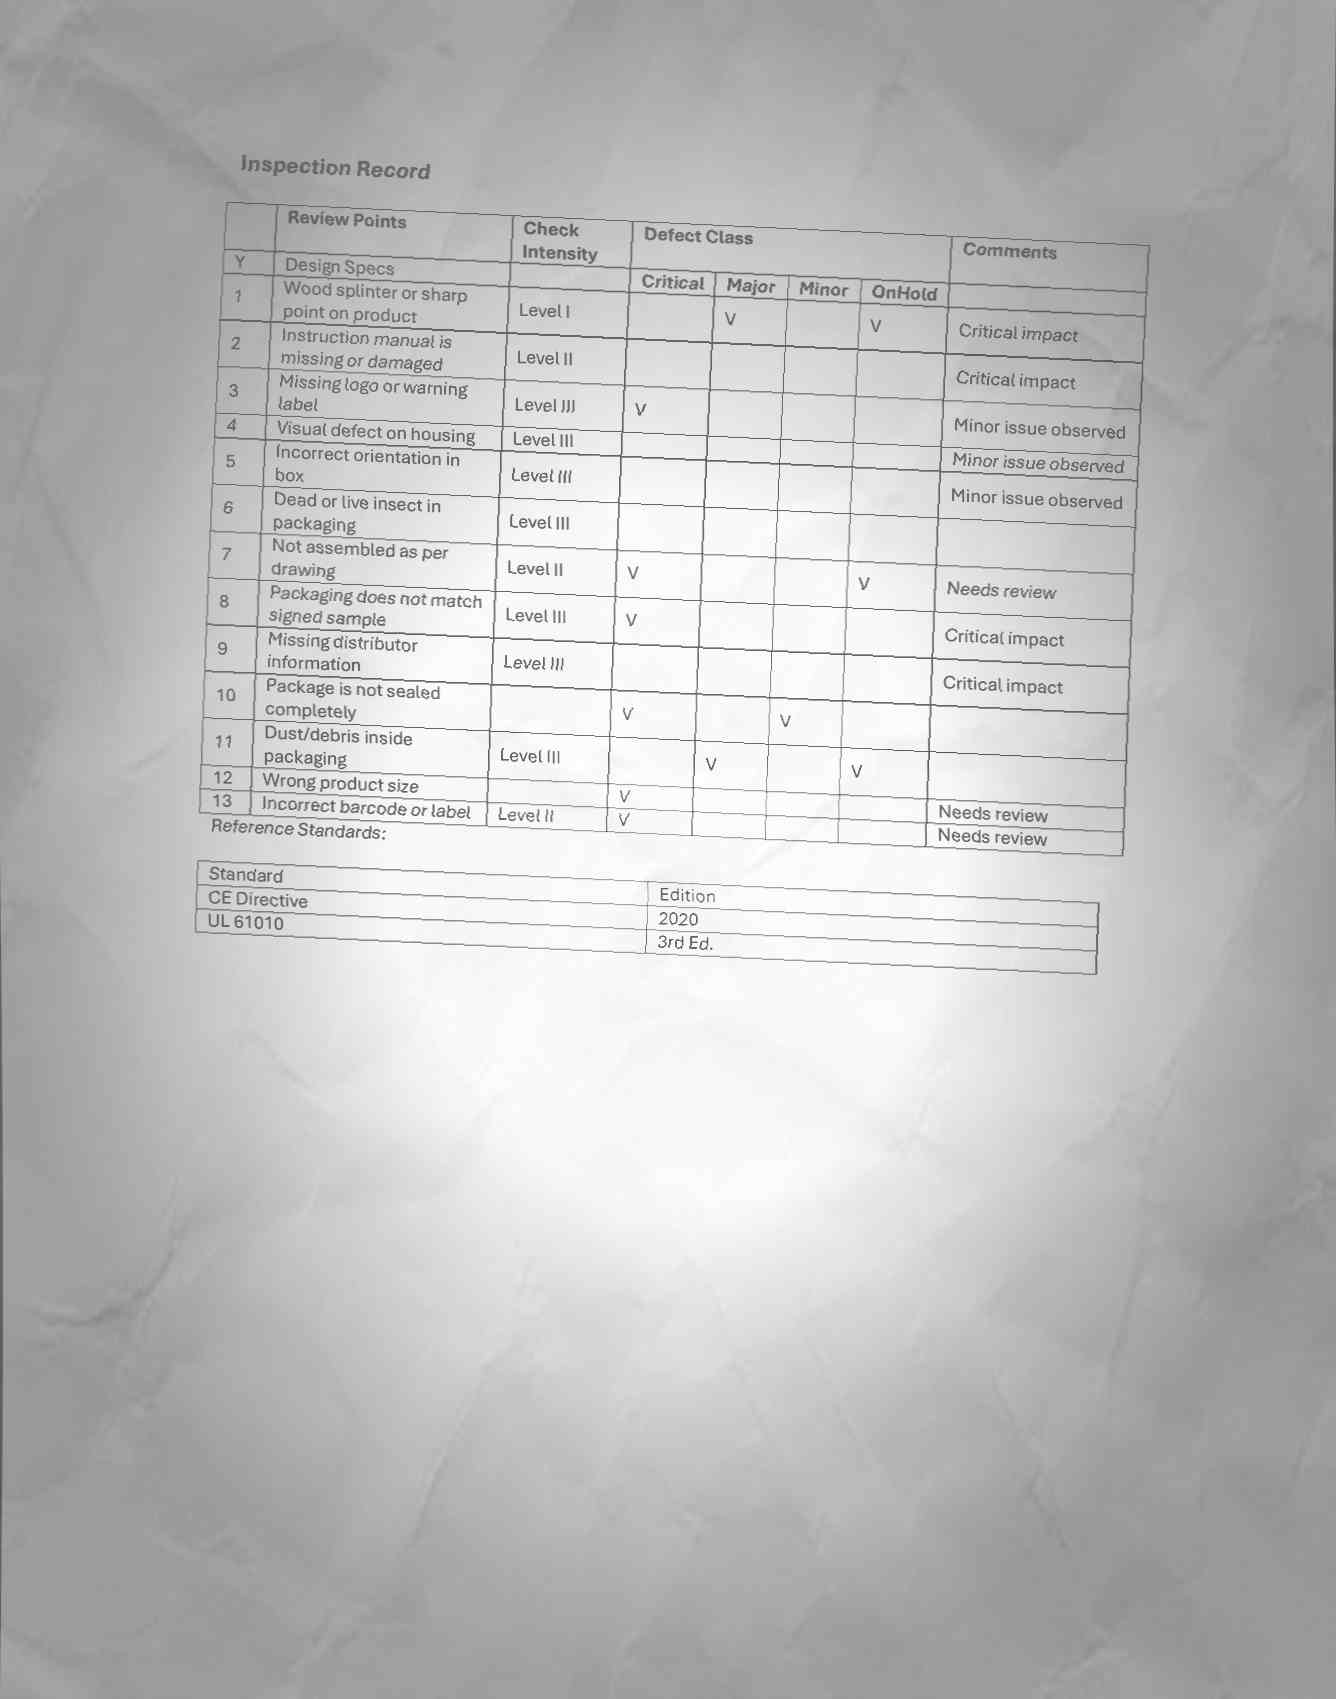 Inspection Record
Review Points Check Intensity Defect Class Comments
Y Design Specs Critical Major Minor OnHold
1 Wood splinter or sharp point on product Level I V V Critical impact
2 Instruction manual is missing or damaged Level II Critical impact
3 Missing logo or warning label Level III V Minor issue observed
4 Visual defect on housing Level III Minor issue observed
5 Incorrect orientation in box Level III Minor issue observed
6 Dead or live insect in packaging Level III
7 Not assembled as per drawing Level II V V Needs review
8 Packaging does not match signed sample Level III V Critical impact
9 Missing distributor information Level III Critical impact
10 Package is not sealed completely V V
11 Dust/debris inside packaging Level III V V
12 Wrong product size V Needs review
13 Incorrect barcode or label Level II V Needs review
Reference Standards:
Standard Edition
CE Directive 2020
UL 61010 3rd Ed.